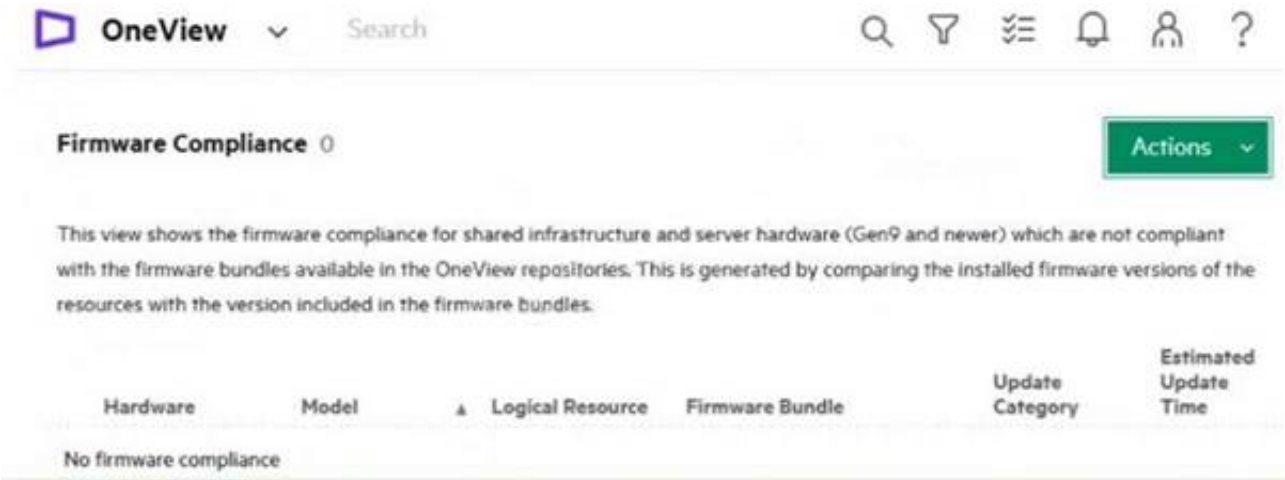 OneView Search
Firmware Compliance 0
Actions
This view shows the firmware compliance for shared infrastructure and server hardware (Gen9 and newer) which are not compliant
with the firmware bundles available in the OneView repositories. This is generated by comparing the installed firmware versions of the
resources with the version included in the firmware bundles.
Hardware Model Logical Resource Firmware Bundle Update Category Estimated Update Time
No firmware compliance